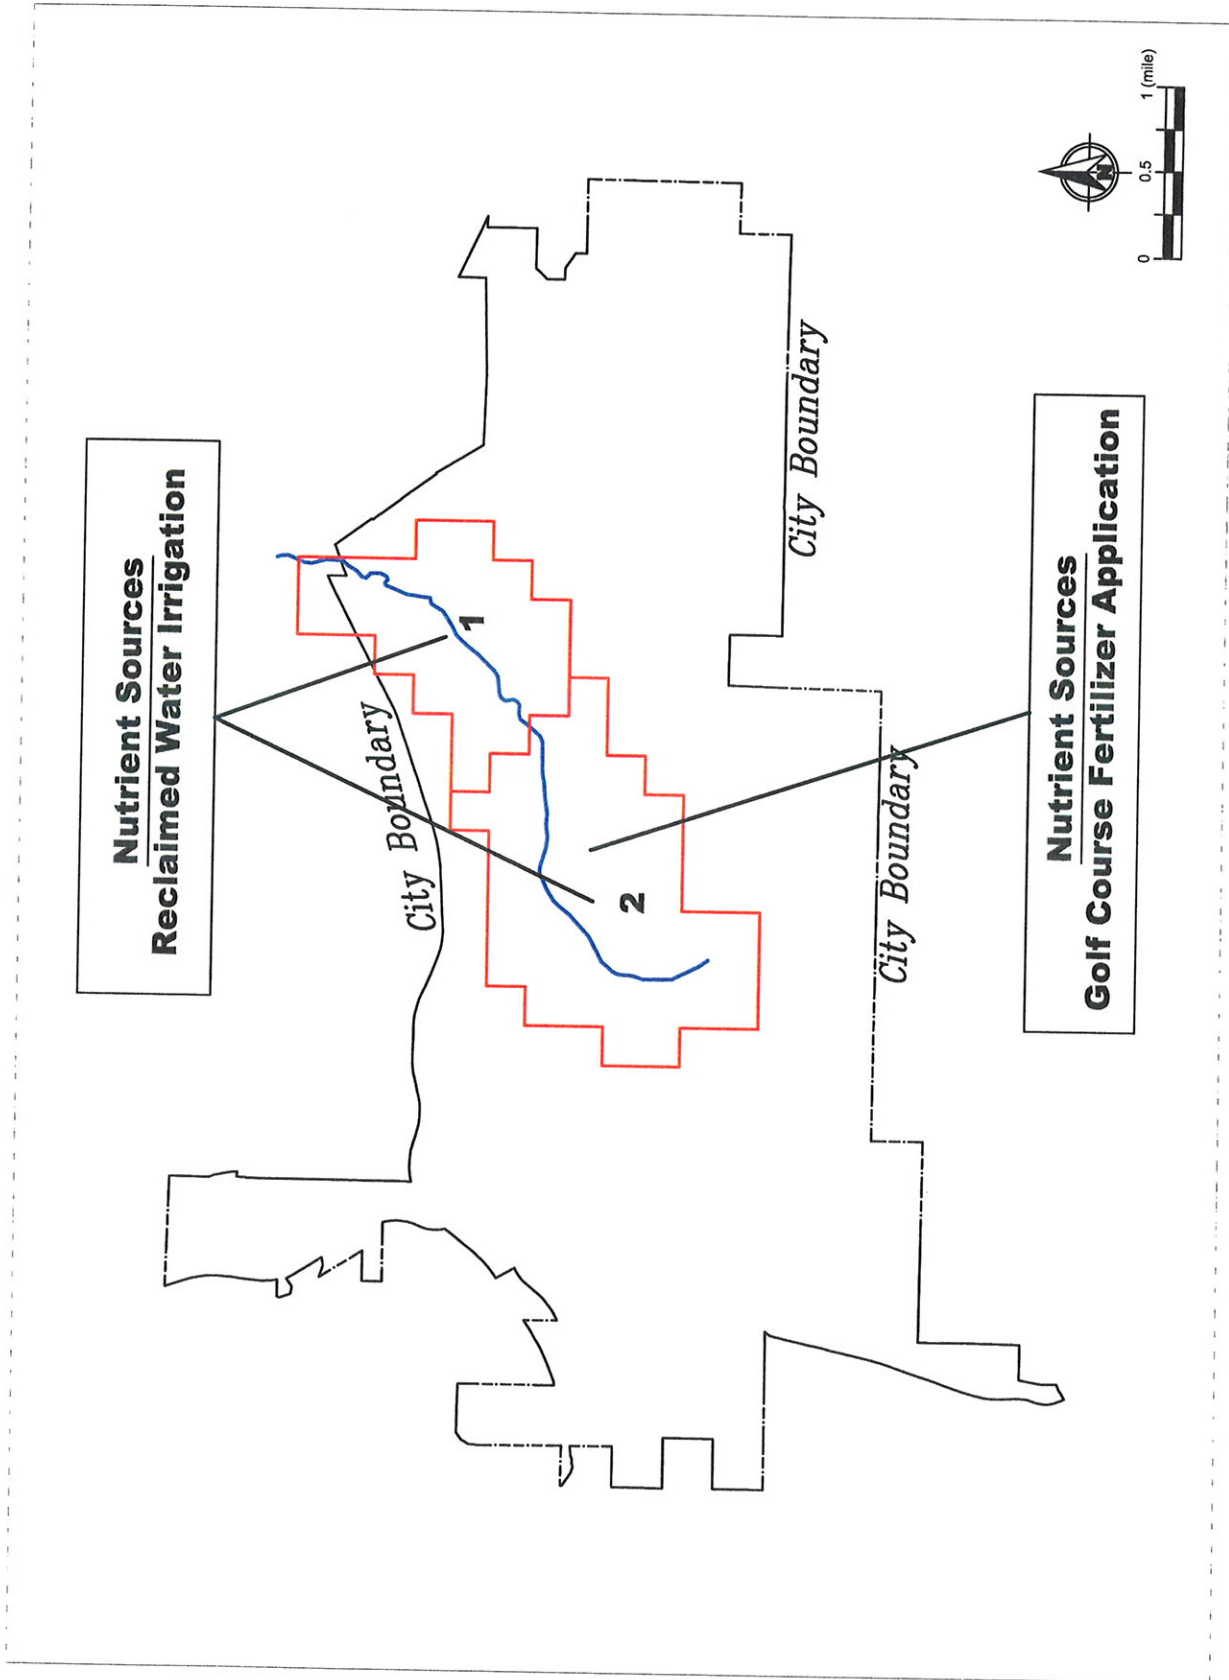 Nutrient Sources
Reclaimed Water Irrigation
City Boundary
1
2
City Boundary
City Boundary
Nutrient Sources
Golf Course Fertilizer Application
N
0
0.5
1 (mile)